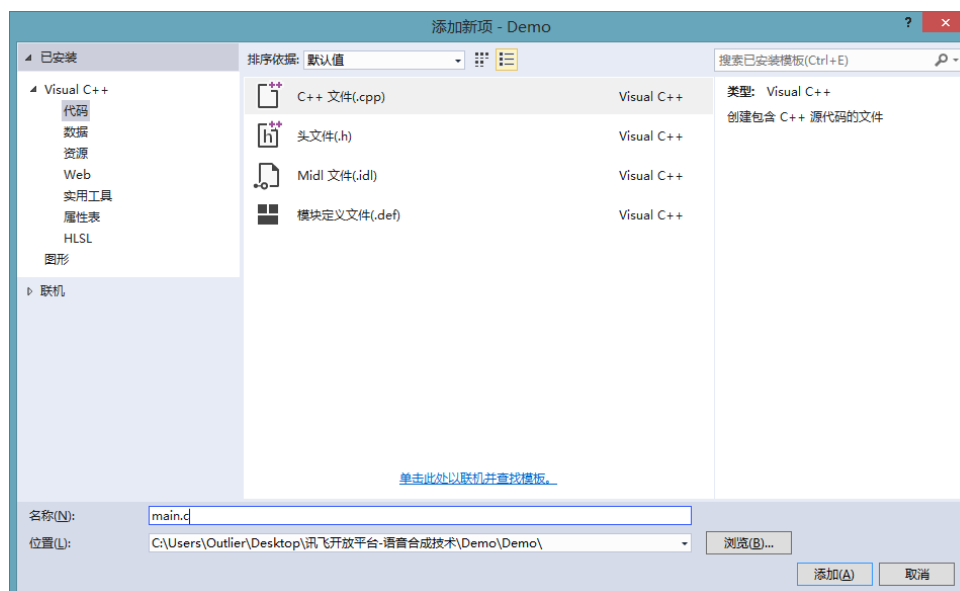 添加新项 - Demo
?
×
已安装
Visual C++
代码
数据
资源
Web
实用工具
属性表
HLSL
图形
联机
排序依据: 默认值
C++ 文件(.cpp) Visual C++
头文件(.h) Visual C++
Midl 文件(.idl) Visual C++
模块定义文件(.def) Visual C++
单击此处以联机并查找模板。
搜索已安装模板(Ctrl+E)
类型: Visual C++
创建包含 C++ 源代码的文件
名称(N): main.c
位置(L): C:\Users\Outlier\Desktop\讯飞开放平台-语音合成技术\Demo\Demo\
浏览(B)...
添加(A) 取消